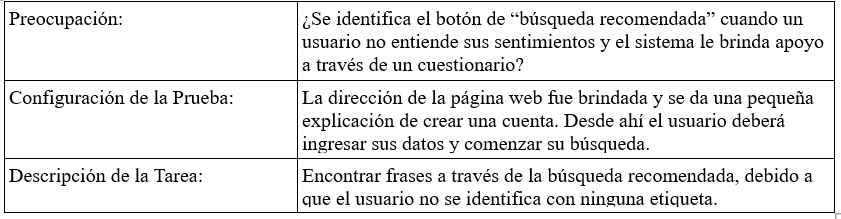 Preocupación: ¿Se identifica el botón de “búsqueda recomendada” cuando un
usuario no entiende sus sentimientos y el sistema le brinda apoyo
a través de un cuestionario?
Configuración de la Prueba: La dirección de la página web fue brindada y se da una pequeña
explicación de crear una cuenta. Desde ahí el usuario deberá
ingresar sus datos y comenzar su búsqueda.
Descripción de la Tarea: Encontrar frases a través de la búsqueda recomendada, debido a
que el usuario no se identifica con ninguna etiqueta.